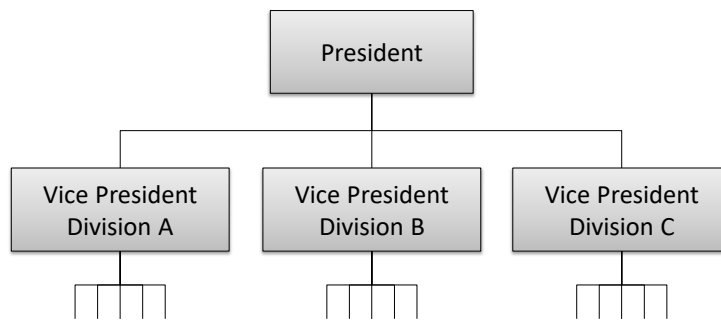 President
Vice President
Division A
Vice President
Division B
Vice President
Division C